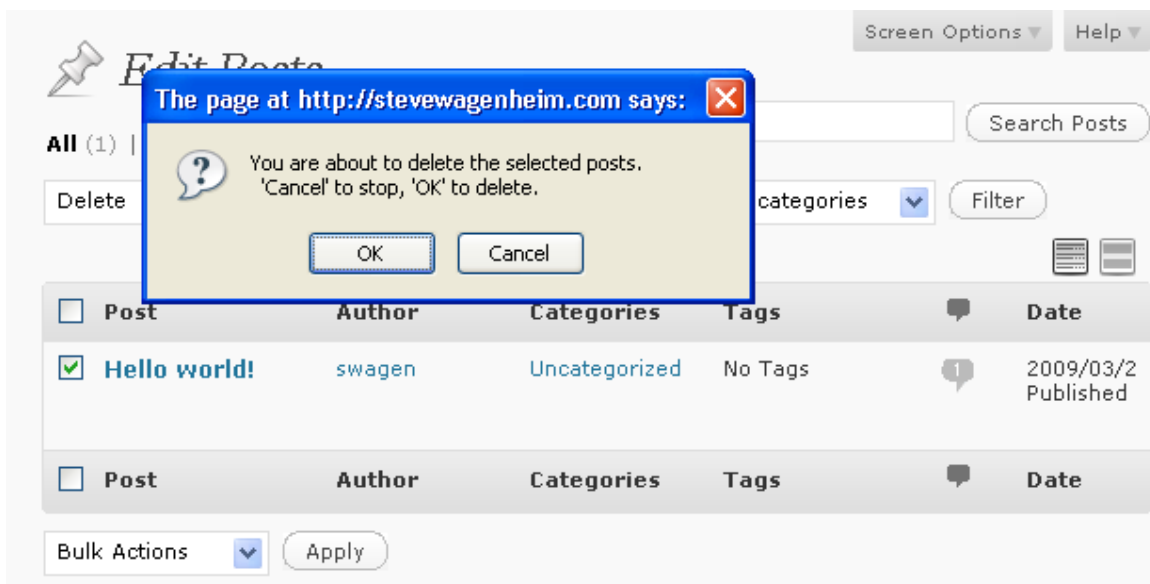 Screen Options Help
Edit Posts
The page at http://stevewagenheim.com says:
Search Posts
All (1) |
You are about to delete the selected posts.
'Cancel' to stop, 'OK' to delete.
Delete categories Filter
OK Cancel
Post Author Categories Tags Date
Hello world! swagen Uncategorized No Tags 1 2009/03/2
Published
Post Author Categories Tags Date
Bulk Actions Apply